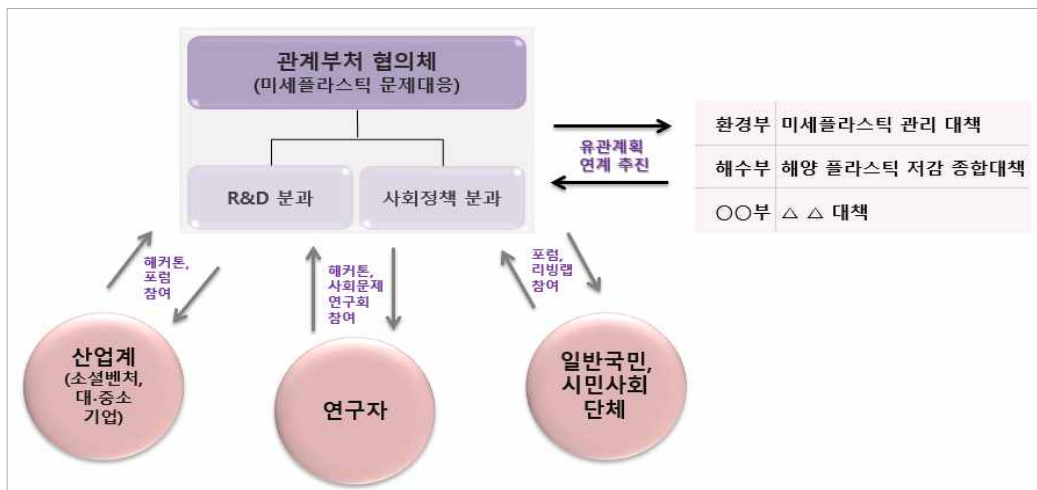 관계부처 협의체
(미세플라스틱 문제대응)
R&D 분과
사회정책 분과
유관계획
연계 추진
환경부 미세플라스틱 관리 대책
해수부 해양 플라스틱 저감 종합대책
○○부 △ △ 대책
해커톤,
포럼
참여
해커톤,
사회문제
연구회
참여
포럼,
리빙랩
참여
산업계
(소셜벤처,
대·중소
기업)
연구자
일반국민,
시민사회
단체